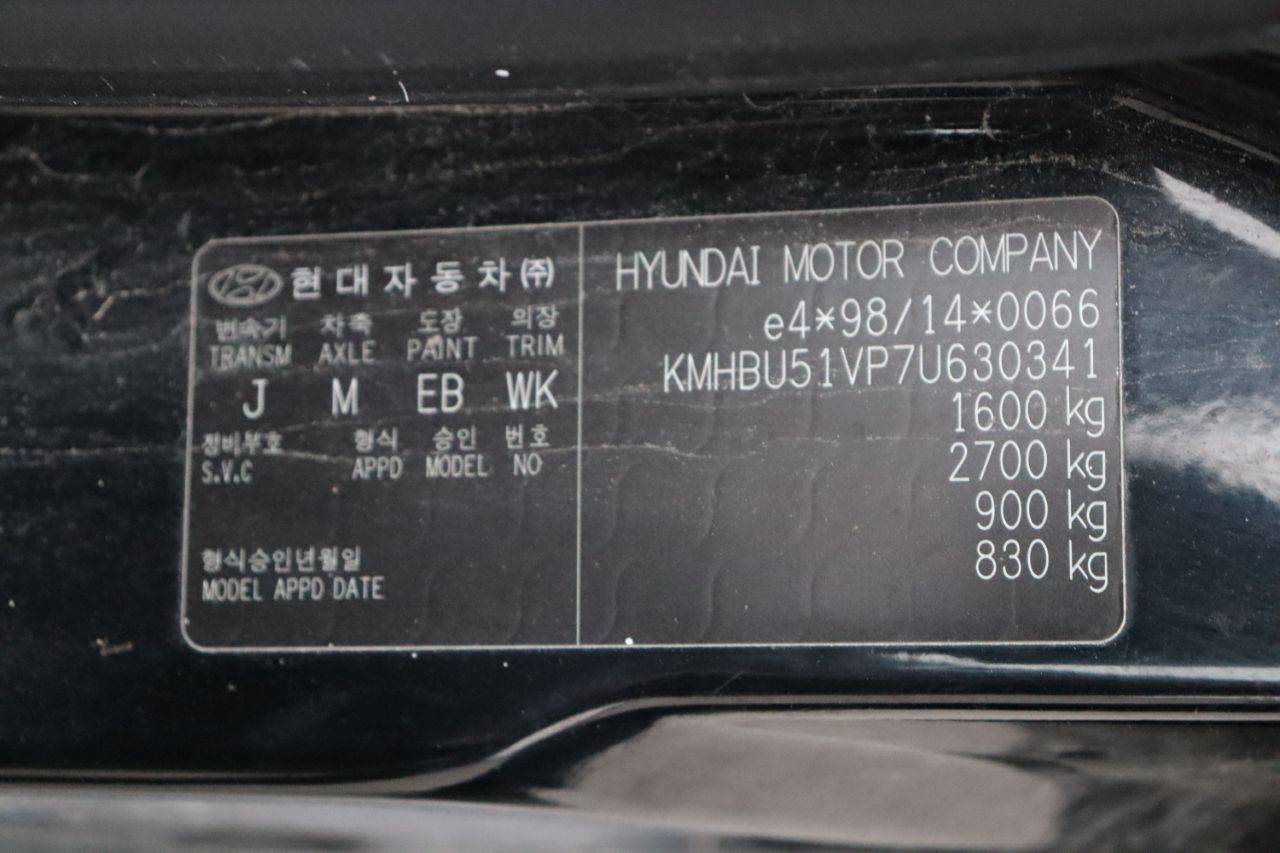 현대자동차㈜
변속기 차축 도장 의장
TRANSM AXLE PAINT TRIM
J M EB WK
정비부호 형식 승인 번호
S.V.C APPD MODEL NO
형식승인년월일
MODEL APPD DATE
HYUNDAI MOTOR COMPANY
e4*98/14*0066
KMHBU51VP7U630341
1600 kg
2700 kg
900 kg
830 kg